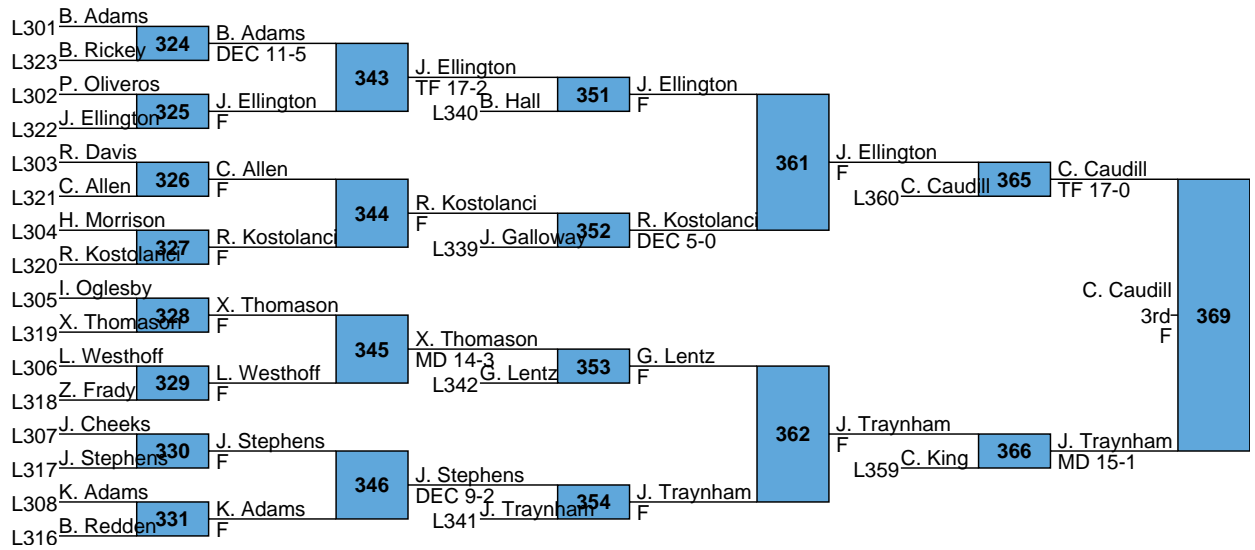 B. Adams
L301
324
B. Adams
DEC 11-5
B. Rickey
L323
343
J. Ellington
TF 17-2
P. Oliveros
L302
325
J. Ellington
F
J. Ellington
L322
B. Hall
L340
351
J. Ellington
F
R. Davis
L303
326
C. Allen
F
C. Allen
L321
344
R. Kostolanci
F
H. Morrison
L304
327
R. Kostolanci
F
R. Kostolanci
L320
J. Galloway
L339
352
R. Kostolanci
DEC 5-0
361
J. Ellington
F
C. Caudill
L360
365
C. Caudill
TF 17-0
I. Oglesby
L305
328
X. Thomason
F
X. Thomason
L319
345
X. Thomason
MD 14-3
L. Westhoff
L306
329
L. Westhoff
F
Z. Frady
L318
G. Lentz
L342
353
G. Lentz
F
J. Cheeks
L307
330
J. Stephens
F
J. Stephens
L317
346
J. Stephens
DEC 9-2
K. Adams
L308
331
K. Adams
F
B. Redden
L316
J. Traynham
L341
354
J. Traynham
F
362
J. Traynham
F
C. King
L359
366
J. Traynham
MD 15-1
C. Caudill
3rd
F
369